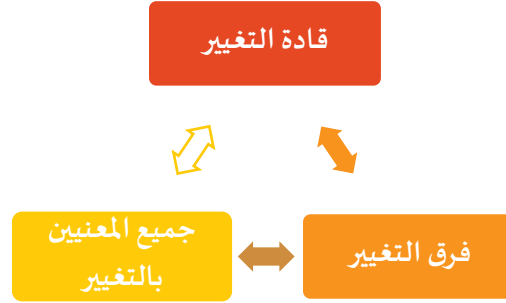 قادة التغيير
فرق التغيير
جميع المعنيين
بالتغيير